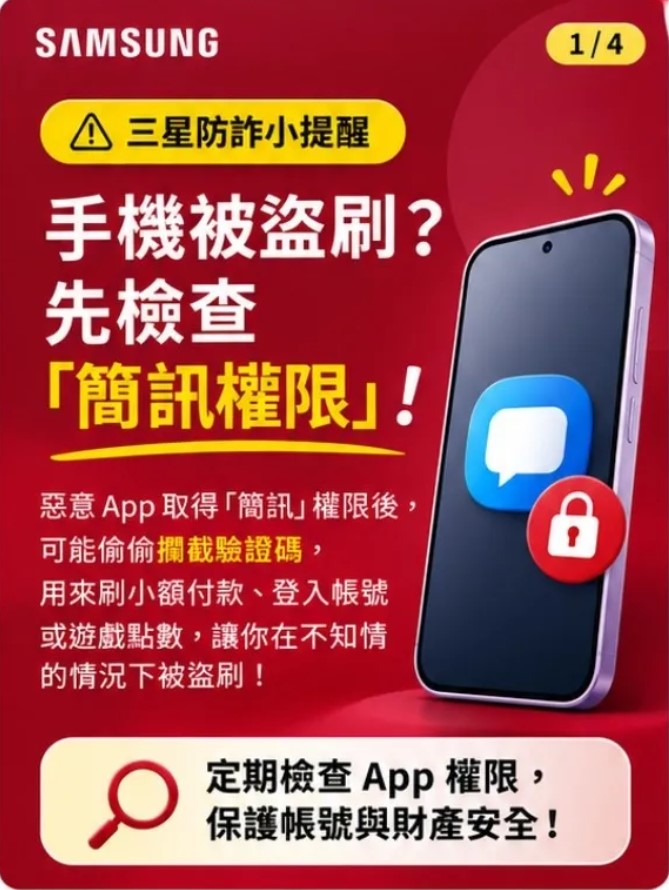 SAMSUNG
1/4
三星防詐小提醒
手機被盜刷？
先檢查
「簡訊權限」！
惡意 App 取得「簡訊」權限後，
可能偷偷攔截驗證碼，
用來刷小額付款、登入帳號
或遊戲點數，讓你在不知情
的情況下被盜刷！
定期檢查 App 權限，
保護帳號與財產安全！